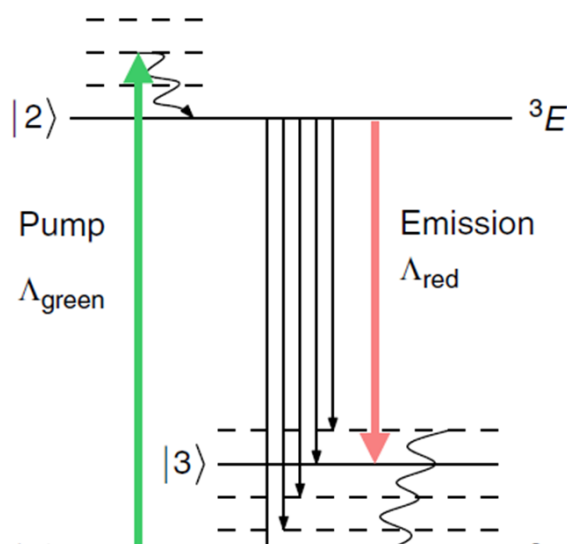 |2⟩
³E
Pump
Λgreen
Emission
Λred
|3⟩